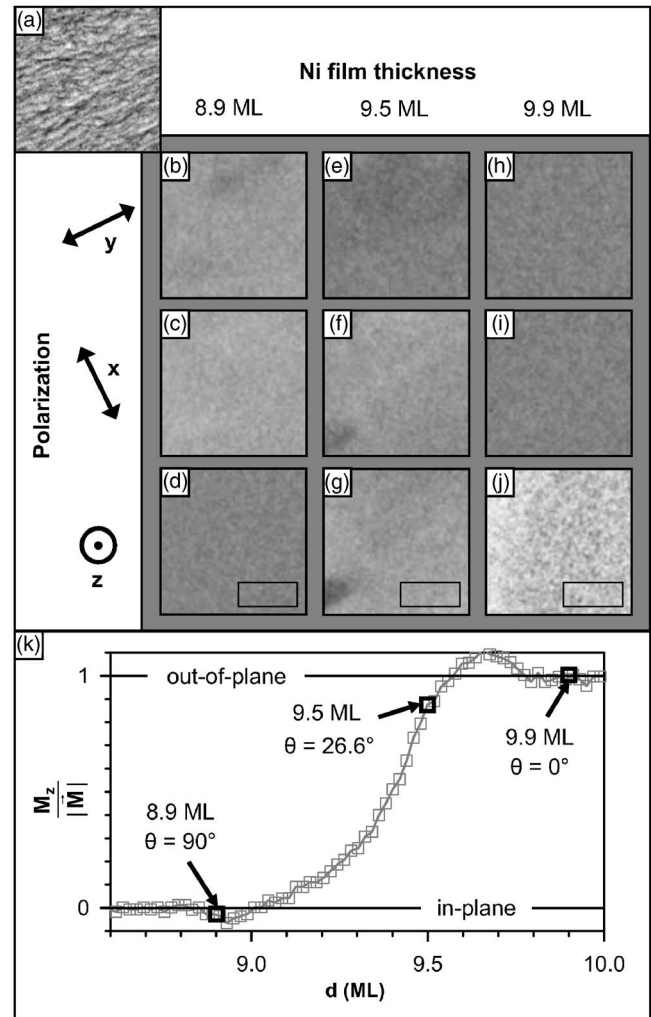 (a)
Ni film thickness
8.9 ML 9.5 ML 9.9 ML
Polarization
(b) (e) (h)
y
(c) (f) (i)
x
(d) (g) (j)
z
(k)
1
out-of-plane
9.5 ML
θ = 26.6°
9.9 ML
θ = 0°
M_z / |M⃗|
8.9 ML
θ = 90°
0
in-plane
9.0 9.5 10.0
d (ML)